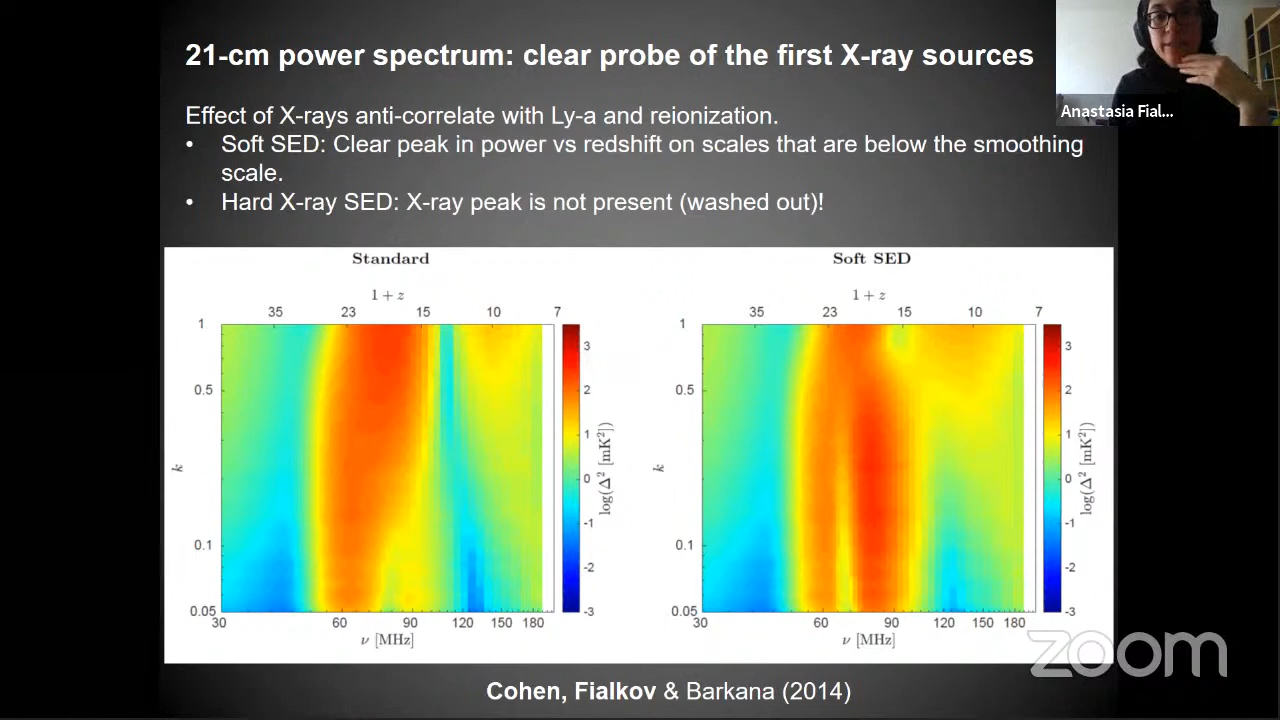 21-cm power spectrum: clear probe of the first X-ray sources
Anastasia Fial...
Effect of X-rays anti-correlate with Ly-a and reionization.
• Soft SED: Clear peak in power vs redshift on scales that are below the smoothing
scale.
• Hard X-ray SED: X-ray peak is not present (washed out)!
Standard
1 + z
35 23 15 10 7
1
0.5
0.1
0.05
k
30 60 90 120 150 180
ν [MHz]
3
2
1
0
-1
-2
-3
log(Δ² [mK²])
Soft SED
1 + z
35 23 15 10 7
1
0.5
0.1
0.05
k
30 60 90 120 150 180
ν [MHz]
3
2
1
0
-1
-2
-3
log(Δ² [mK²])
zoom
Cohen, Fialkov & Barkana (2014)